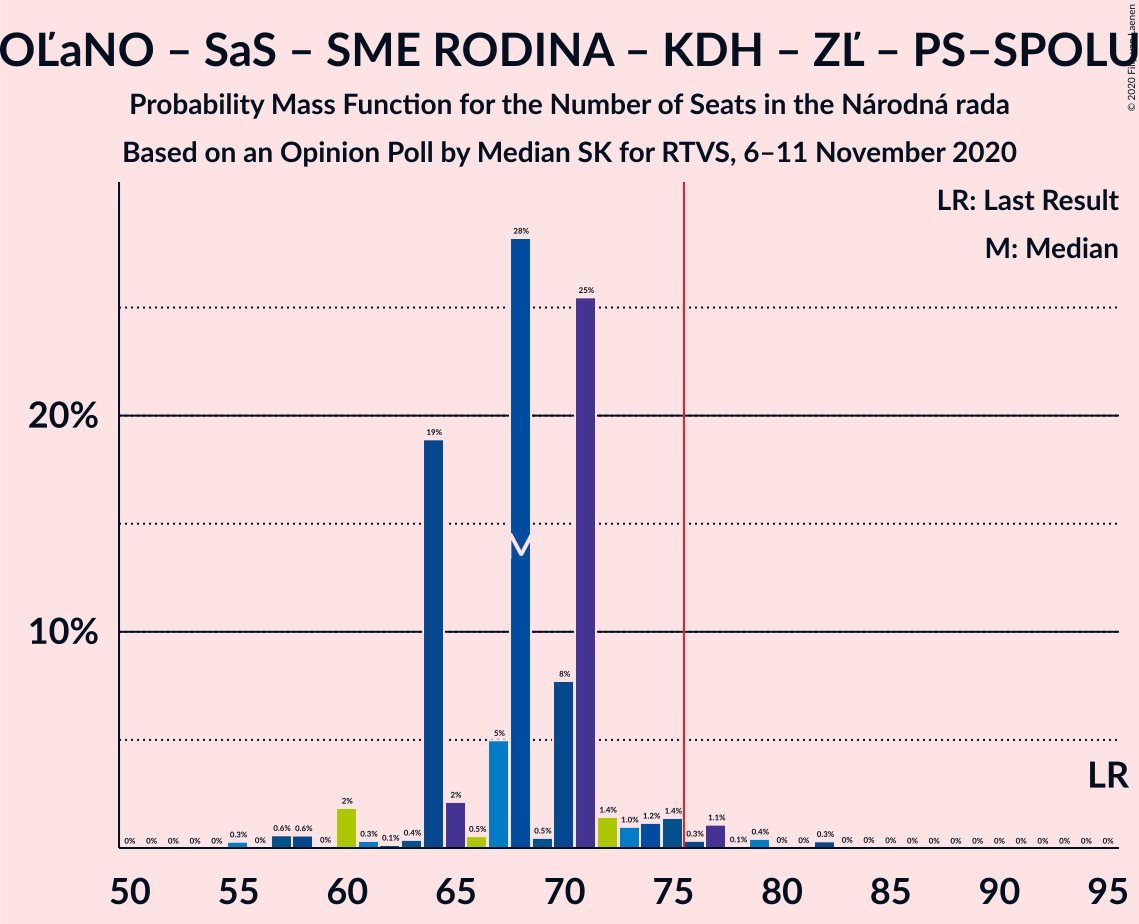 OĽaNO – SaS – SME RODINA – KDH – ZĽ – PS–SPOLU
Probability Mass Function for the Number of Seats in the Národná rada
Based on an Opinion Poll by Median SK for RTVS, 6–11 November 2020
© 2020 Filip van Laenen
LR: Last Result
M: Median
28%
25%
20%
19%
M
10%
8%
5%
LR
2% 2% 1.4% 1.0% 1.2% 1.4% 1.1%
0% 0% 0% 0% 0% 0.3% 0% 0.6% 0.6% 0% 0.3% 0.1% 0.4% 0.5% 0.5% 0.3% 0.1% 0.4% 0% 0% 0.3% 0% 0% 0% 0% 0% 0% 0% 0% 0% 0% 0% 0% 0%
50 55 60 65 70 75 80 85 90 95